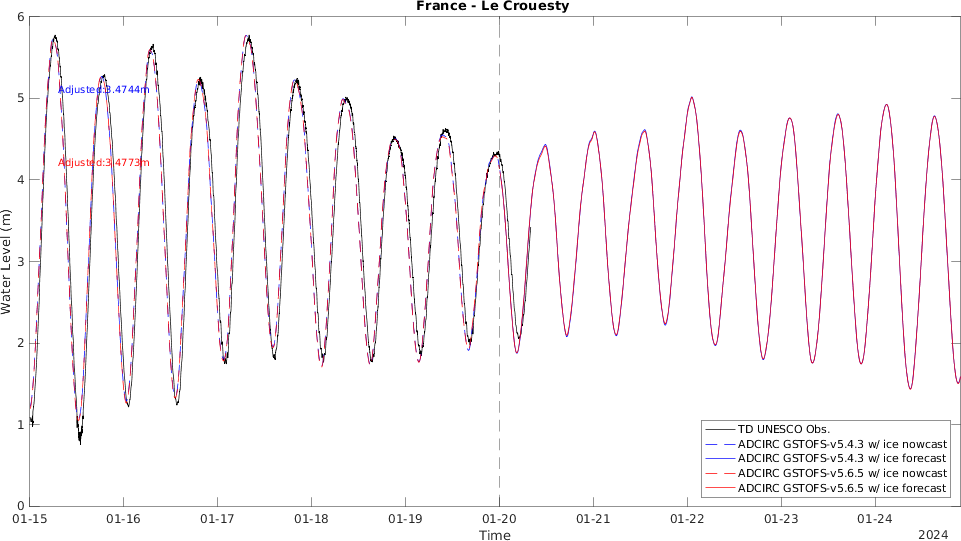 France - Le Crouesty
6
5
4
3
2
1
0
Water Level (m)
Adjusted:3.4744m
Adjusted:3.4773m
TD UNESCO Obs.
ADCIRC GSTOFS-v5.4.3 w/ ice nowcast
ADCIRC GSTOFS-v5.4.3 w/ ice forecast
ADCIRC GSTOFS-v5.6.5 w/ ice nowcast
ADCIRC GSTOFS-v5.6.5 w/ ice forecast
01-15 01-16 01-17 01-18 01-19 01-20 01-21 01-22 01-23 01-24
Time
2024